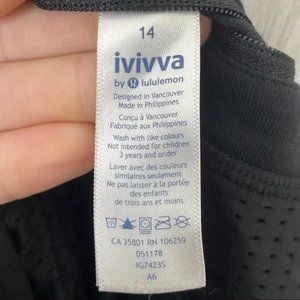 14
ivivva
by lululemon
Designed in Vancouver
Made in Philippines
Conçu à Vancouver
Fabriqué aux Philippines
Wash with like colours
Not intended for children
3 years and under
Laver avec des couleurs
similaires seulement
Ne pas laisser à la portée
des enfants
de trois ans et moins
CA 35801 RN 106259
051178
IG7423S
A6